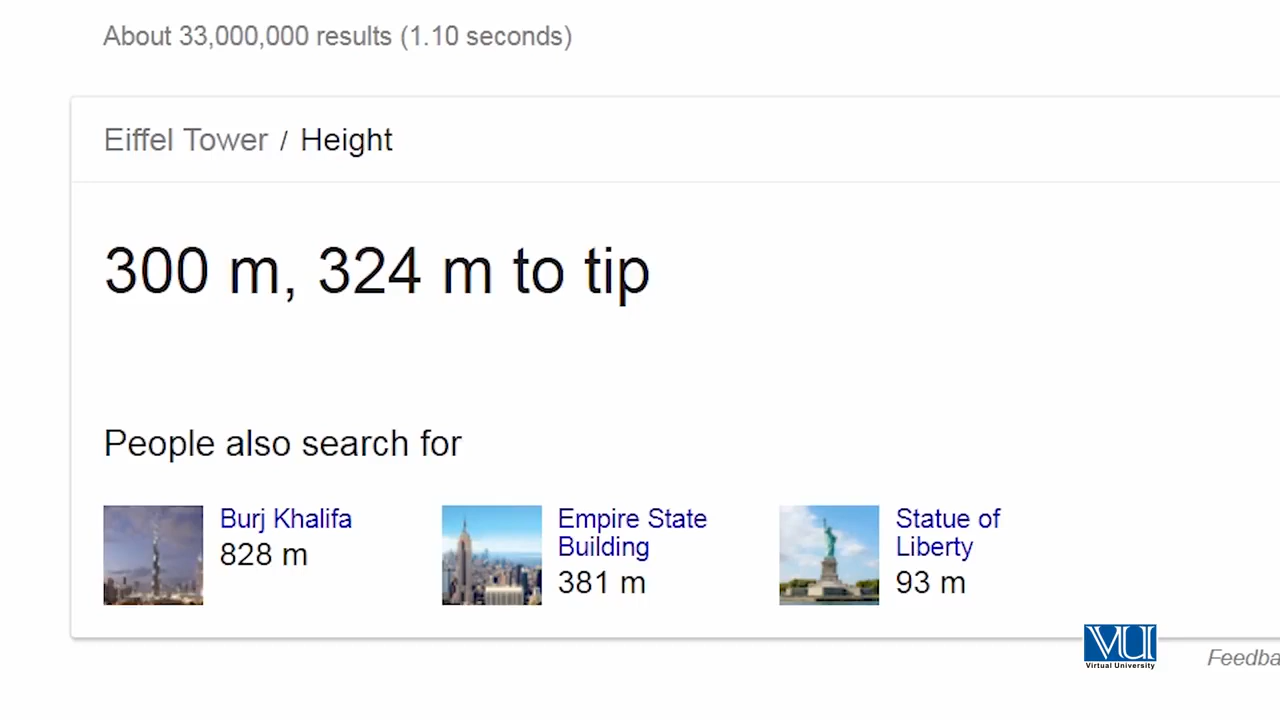 About 33,000,000 results (1.10 seconds)
Eiffel Tower / Height
300 m, 324 m to tip
People also search for
Burj Khalifa
828 m
Empire State
Building
381 m
Statue of
Liberty
93 m
VU
Virtual University
Feedba